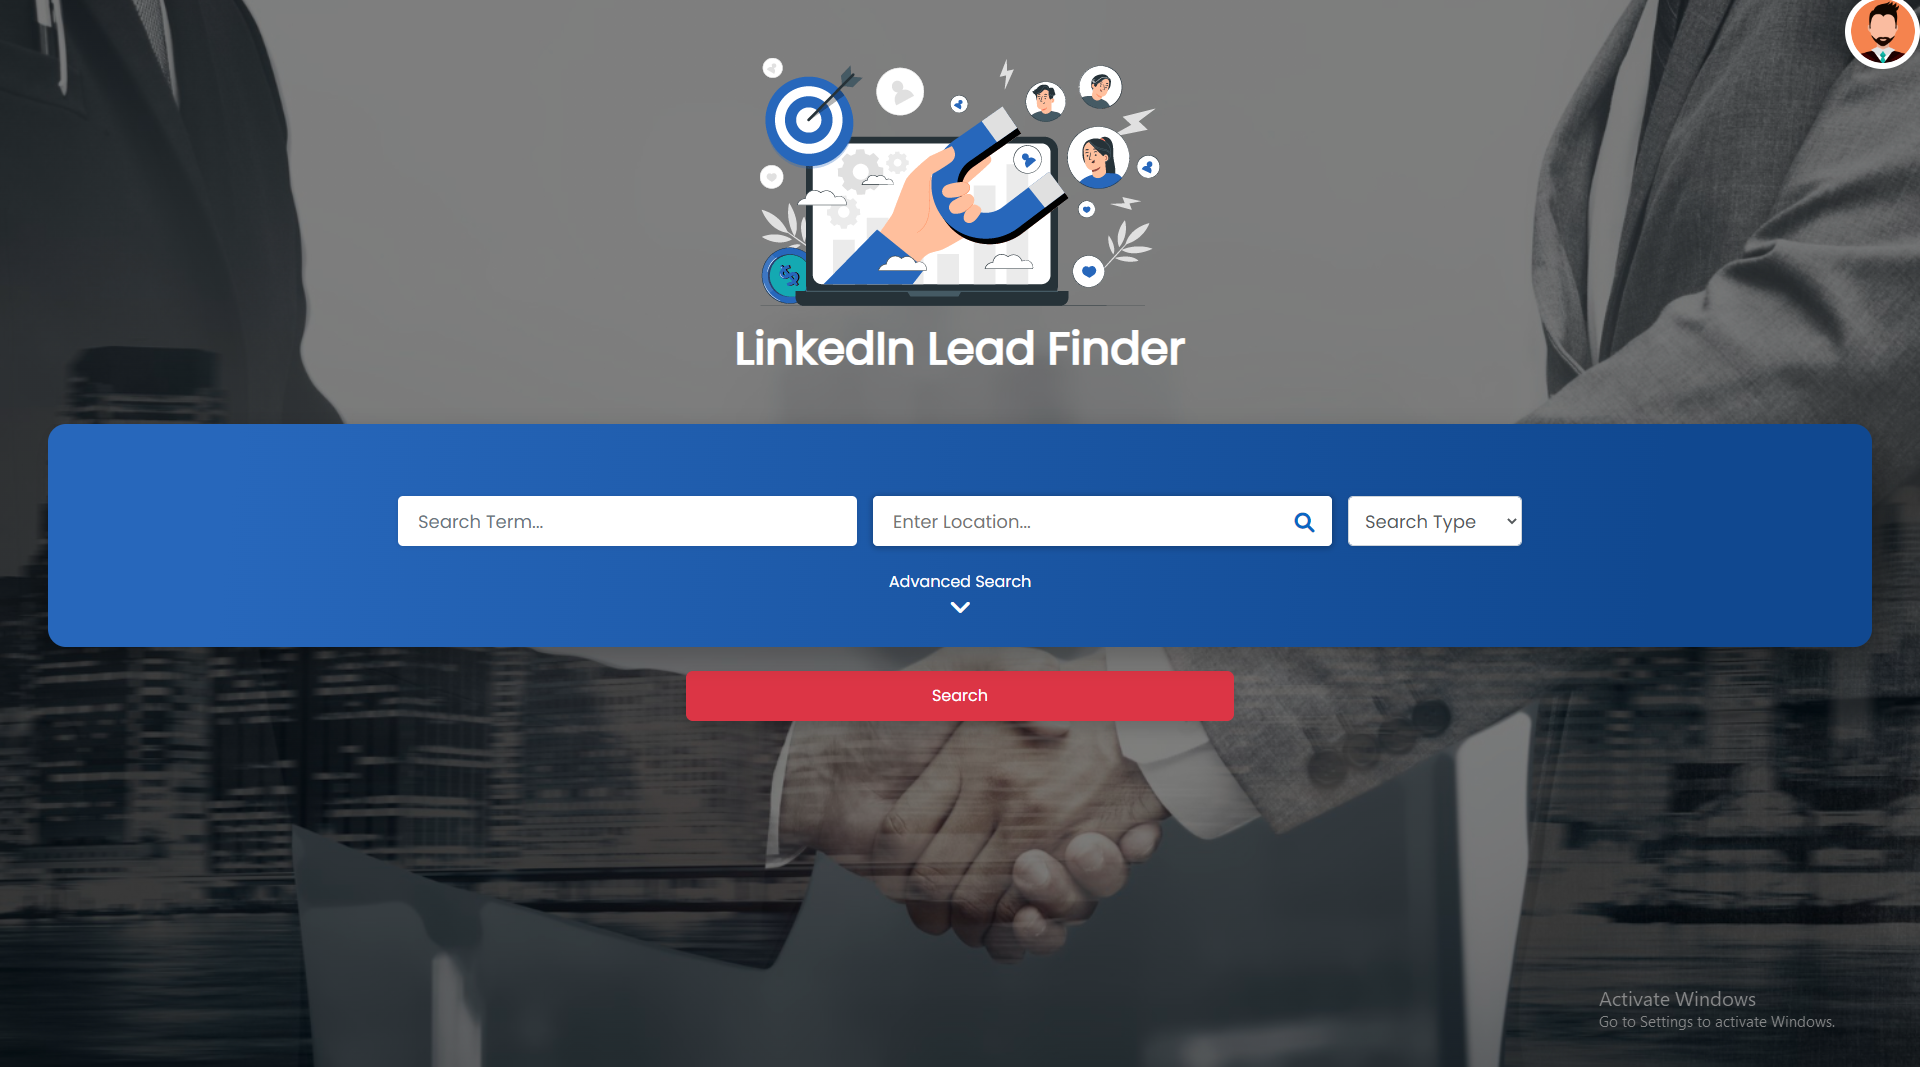 LinkedIn Lead Finder
Search Term...
Enter Location...
Search Type
Advanced Search
Search
Activate Windows
Go to Settings to activate Windows.